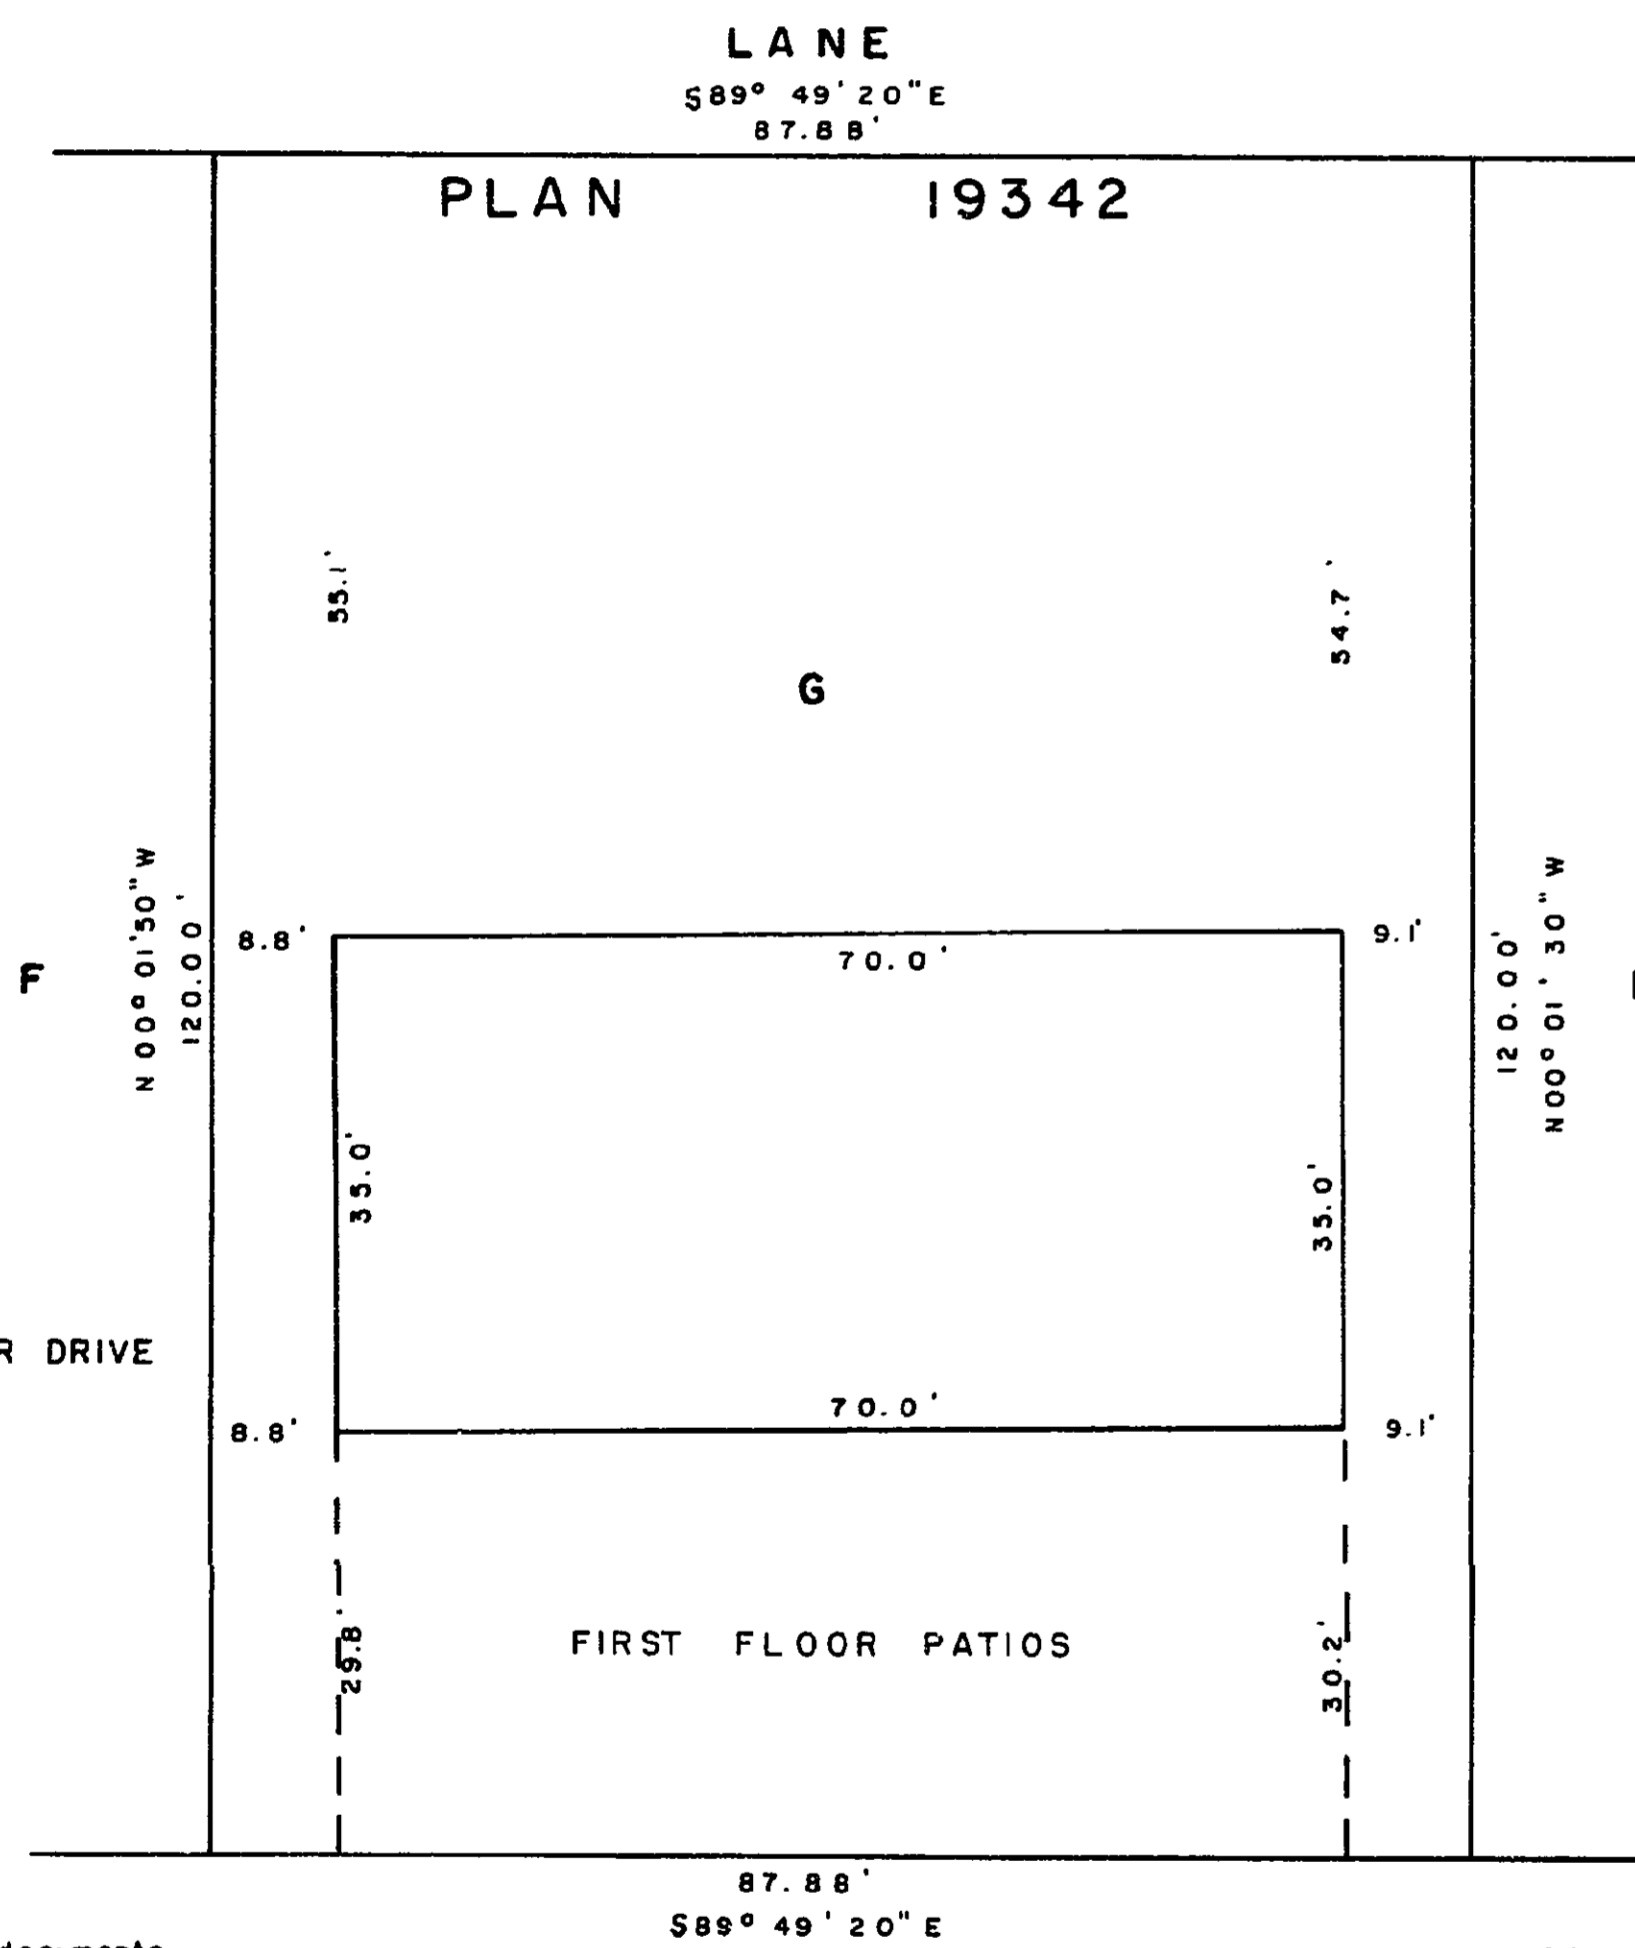 LANE
S89° 49' 20" E
87.88'
PLAN 19342
55.1'
54.7'
G
N 00° 01' 50" W
120.00'
8.8'
70.0'
9.1'
120.00'
N 00° 01' 30" W
F
35.0'
35.0'
DRIVE
8.8'
70.0'
9.1'
29.8'
FIRST FLOOR PATIOS
30.2'
87.88'
S89° 49' 20" E